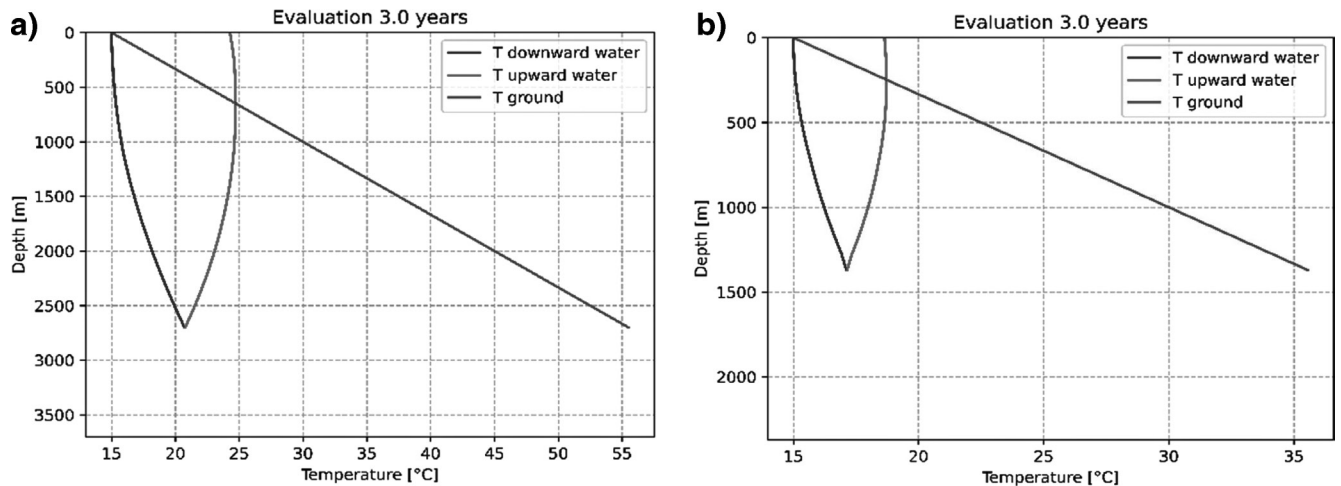 a)
Evaluation 3.0 years
T downward water
T upward water
T ground
Depth [m]
0
500
1000
1500
2000
2500
3000
3500
15 20 25 30 35 40 45 50 55
Temperature [°C]
b)
Evaluation 3.0 years
T downward water
T upward water
T ground
Depth [m]
0
500
1000
1500
2000
15 20 25 30 35
Temperature [°C]